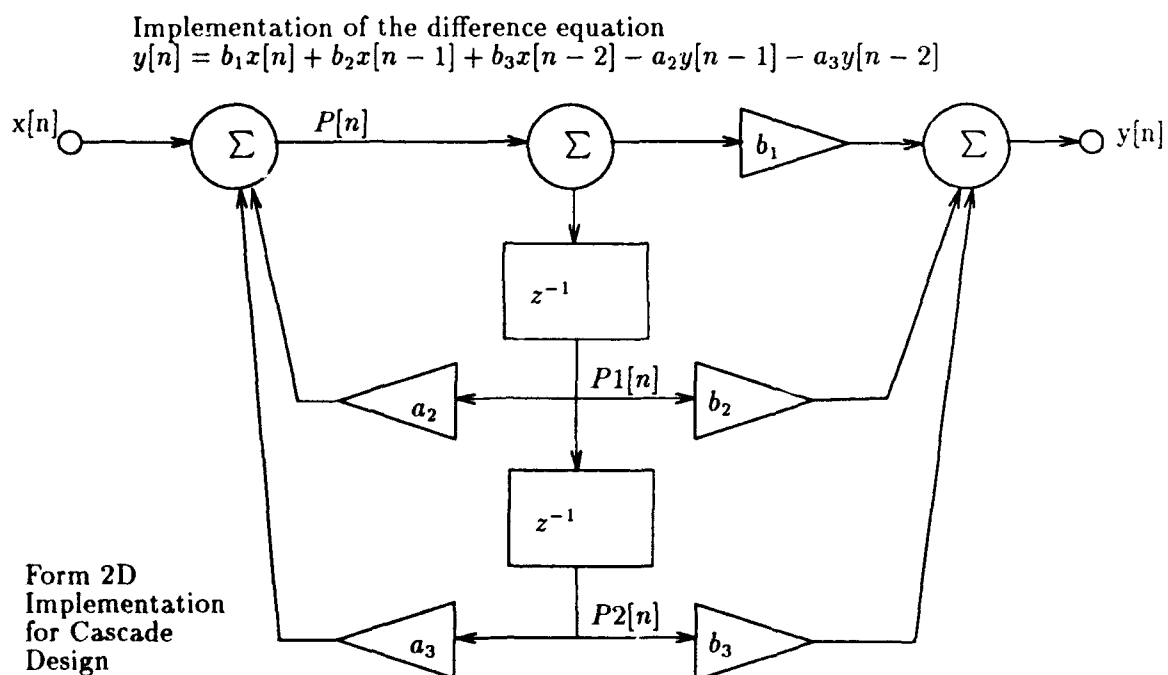 Implementation of the difference equation
y[n] = b₁x[n] + b₂x[n − 1] + b₃x[n − 2] − a₂y[n − 1] − a₃y[n − 2]
x[n]
Σ
P[n]
Σ
b₁
Σ
y[n]
z⁻¹
a₂
P1[n]
b₂
z⁻¹
Form 2D
Implementation
for Cascade
Design
a₃
P2[n]
b₃